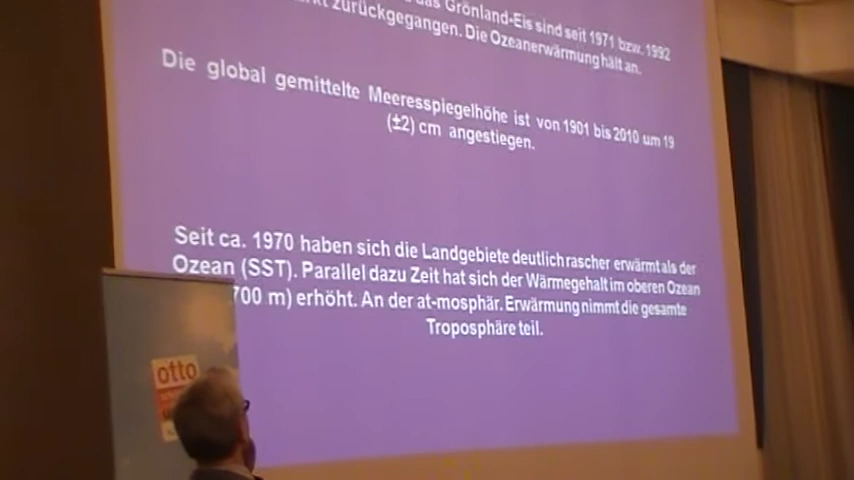 das Grönland-Eis sind seit 1971 bzw. 1992
zurückgegangen. Die Ozeanerwärmung hält an.
Die global gemittelte Meeresspiegelhöhe ist von 1901 bis 2010 um 19
(±2) cm angestiegen.
Seit ca. 1970 haben sich die Landgebiete deutlich rascher erwärmt als der
Ozean (SST). Parallel dazu Zeit hat sich der Wärmegehalt im oberen Ozean
700 m) erhöht. An der at-mosphär. Erwärmung nimmt die gesamte
Troposphäre teil.
otto